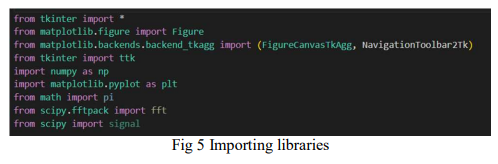 from tkinter import *
from matplotlib.figure import Figure
from matplotlib.backends.backend_tkagg import (FigureCanvasTkAgg, NavigationToolbar2Tk)
from tkinter import ttk
import numpy as np
import matplotlib.pyplot as plt
from math import pi
from scipy.fftpack import fft
from scipy import signal
Fig 5 Importing libraries